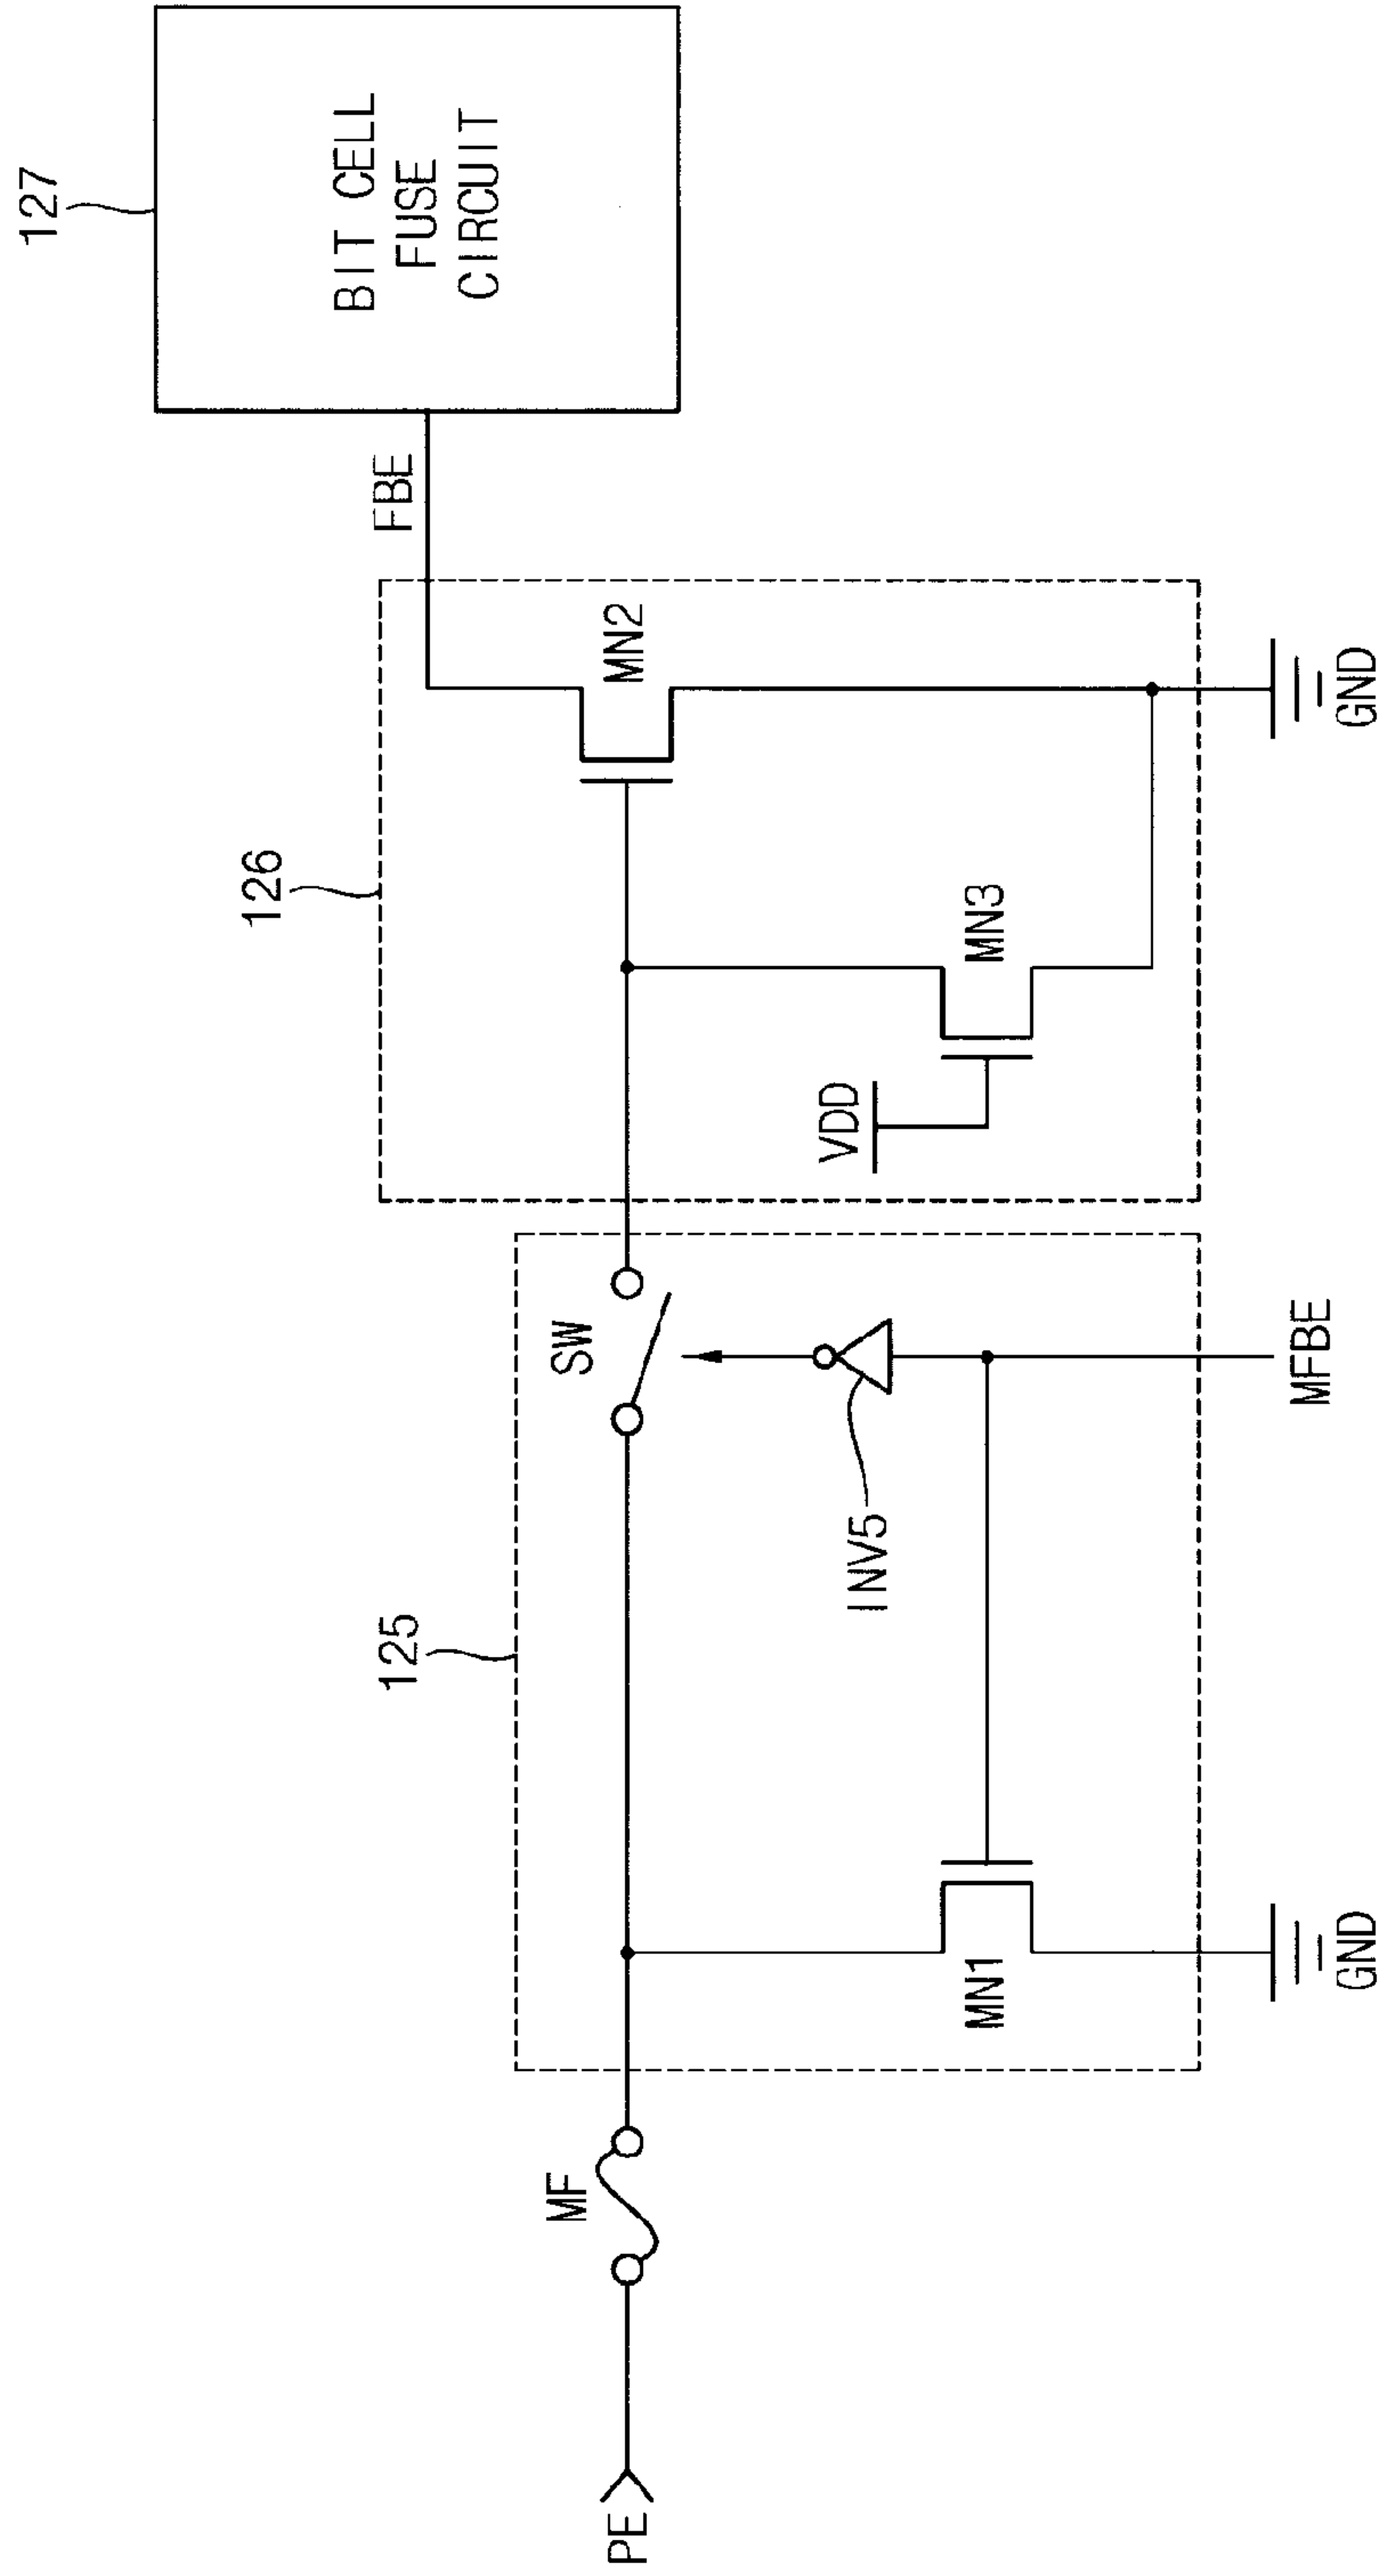 127
BIT CELL
FUSE
CIRCUIT
FBE
126
MN2
MN3
VDD
GND
125
SW
INV5
MFBE
MN1
GND
MF
PE